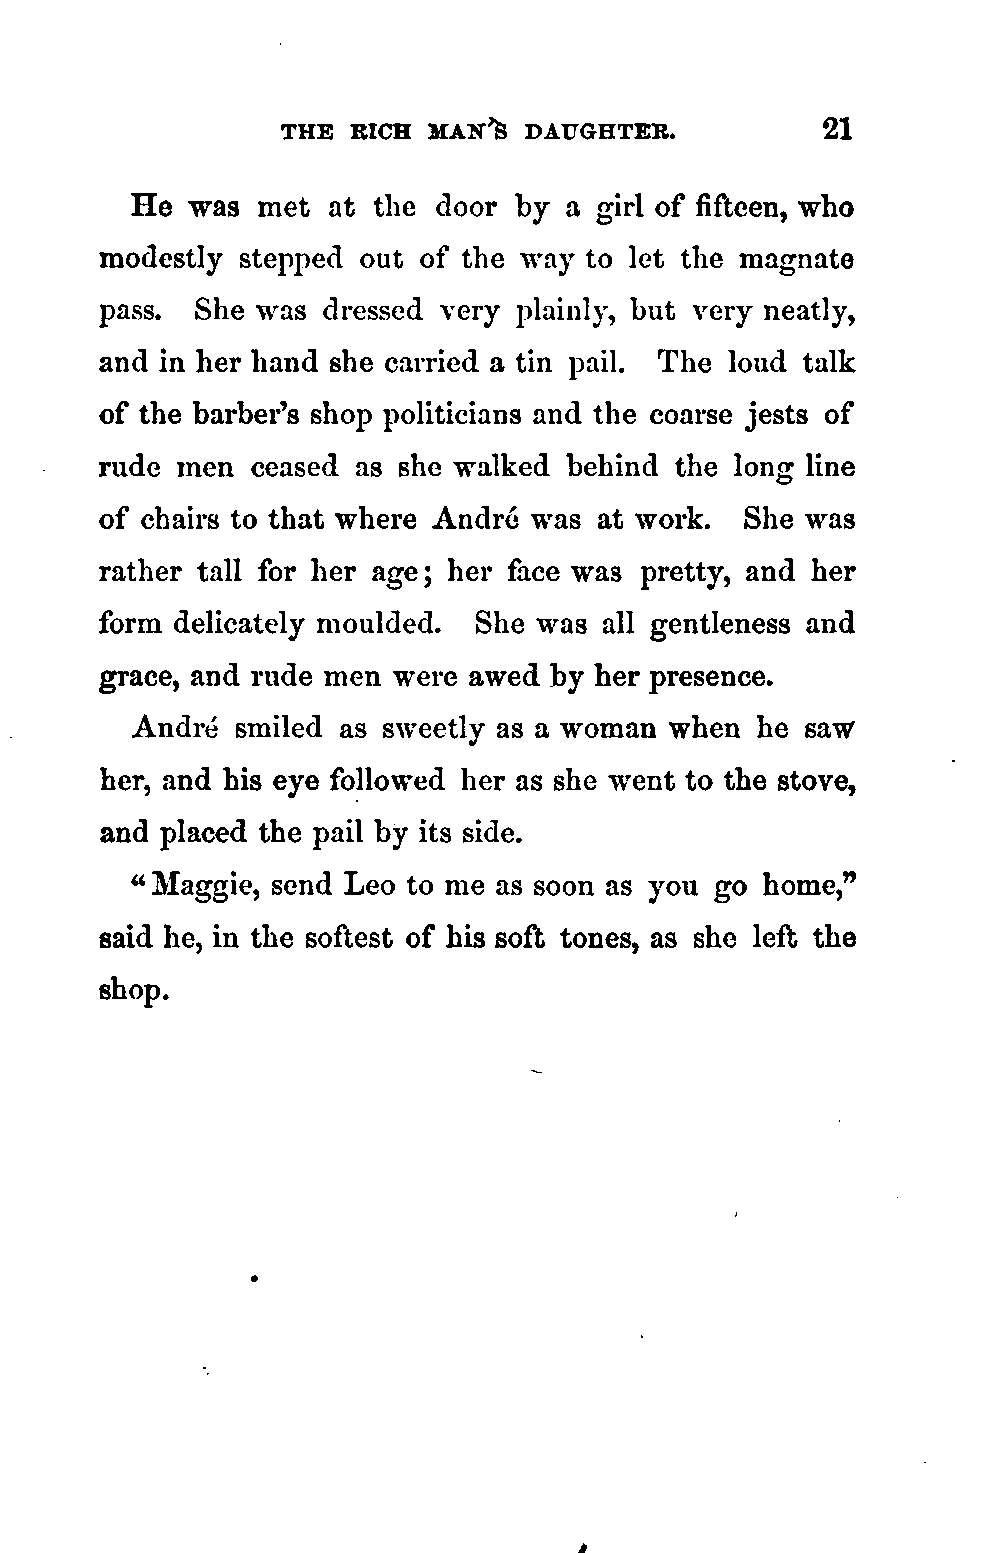 THE RICH MAN'S DAUGHTER. 21
He was met at the door by a girl of fifteen, who
modestly stepped out of the way to let the magnate
pass. She was dressed very plainly, but very neatly,
and in her hand she carried a tin pail. The loud talk
of the barber's shop politicians and the coarse jests of
rude men ceased as she walked behind the long line
of chairs to that where André was at work. She was
rather tall for her age; her face was pretty, and her
form delicately moulded. She was all gentleness and
grace, and rude men were awed by her presence.
André smiled as sweetly as a woman when he saw
her, and his eye followed her as she went to the stove,
and placed the pail by its side.
"Maggie, send Leo to me as soon as you go home,"
said he, in the softest of his soft tones, as she left the
shop.